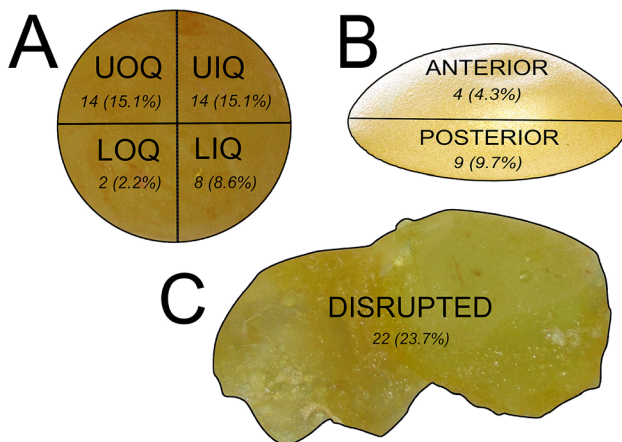 A
UOQ UIQ
14 (15.1%) 14 (15.1%)
LOQ LIQ
2 (2.2%) 8 (8.6%)
B
ANTERIOR
4 (4.3%)
POSTERIOR
9 (9.7%)
C
DISRUPTED
22 (23.7%)